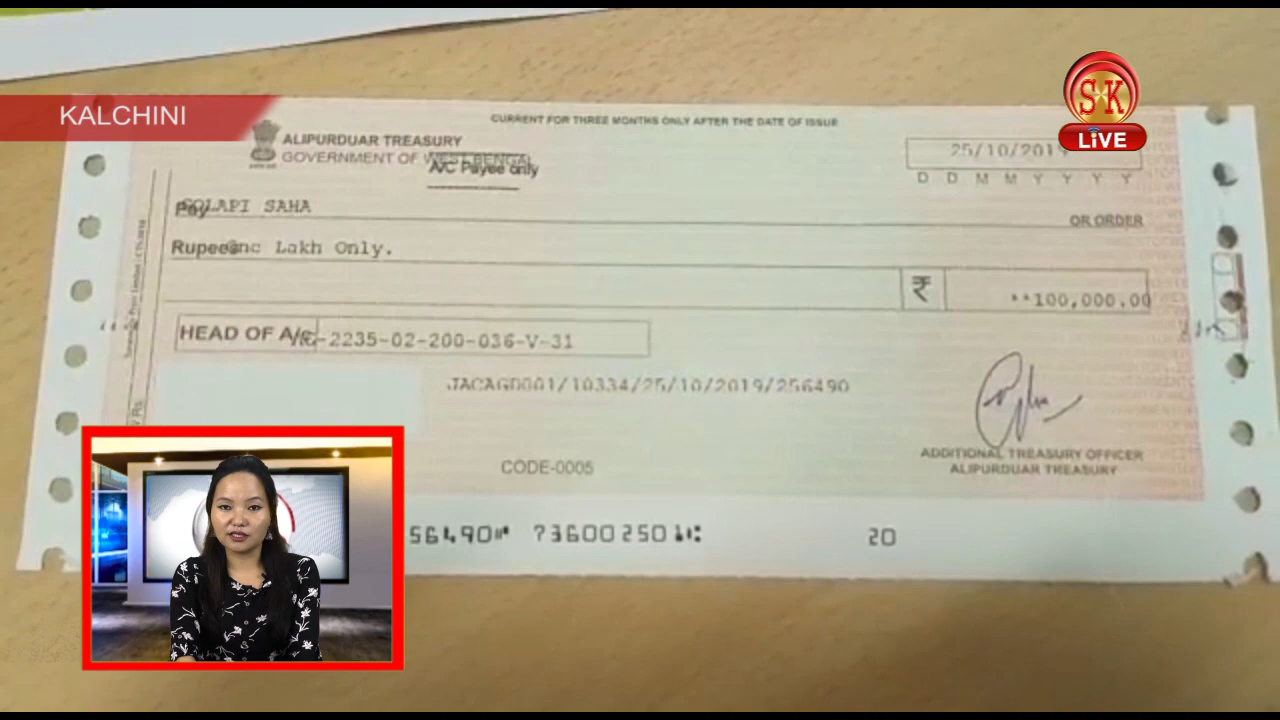 KALCHINI
SK
LiVE
CURRENT FOR THREE MONTHS ONLY AFTER THE DATE OF ISSUE
ALIPURDUAR TREASURY
GOVERNMENT OF WEST BENGAL
A/C Payee only
25/10/2019
D D M M Y Y Y Y
Pay GOLAPI SAHA
OR ORDER
Rupees One Lakh Only.
₹ **100,000.00
HEAD OF A/C -2235-02-200-036-V-31
JACAGD001/10334/25/10/2019/256490
ADDITIONAL TREASURY OFFICER
ALIPURDUAR TREASURY
CODE-0005
56490⑈ 736002501⑆ 20